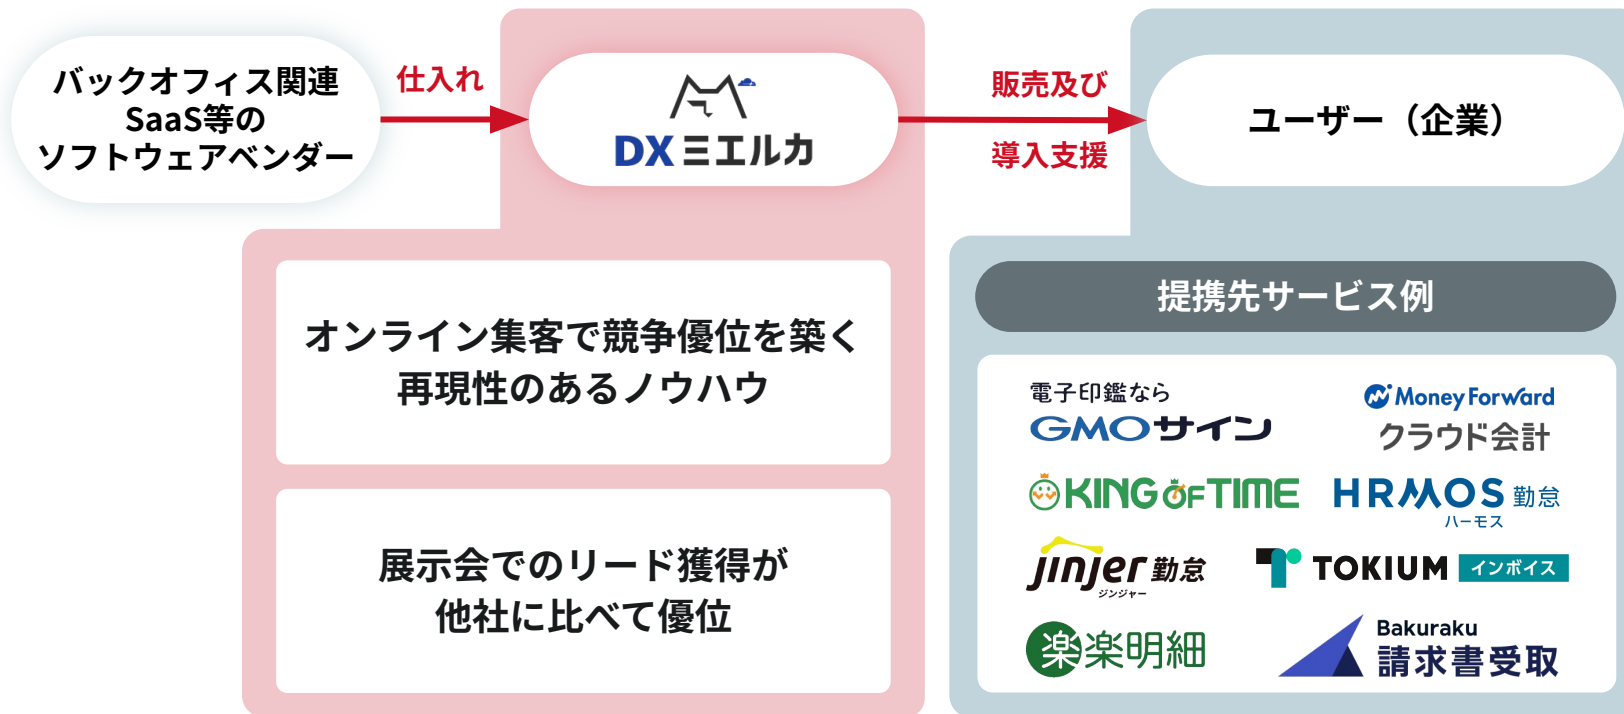 バックオフィス関連
SaaS等の
ソフトウェアベンダー
仕入れ
DXミエルカ
販売及び
導入支援
ユーザー（企業）
オンライン集客で競争優位を築く
再現性のあるノウハウ
展示会でのリード獲得が
他社に比べて優位
提携先サービス例
電子印鑑なら
GMOサイン
Money Forward
クラウド会計
KING OF TIME
HRMOS 勤怠
ハーモス
jinjer 勤怠
ジンジャー
TOKIUM インボイス
楽楽明細
Bakuraku
請求書受取